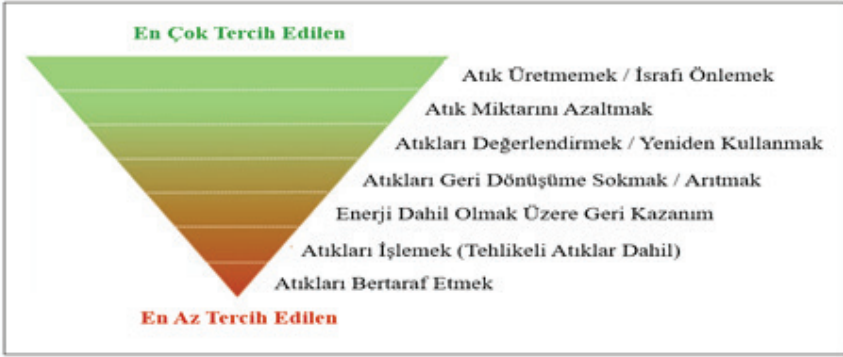 En Çok Tercih Edilen
Atık Üretmemek / İsrafı Önlemek
Atık Miktarını Azaltmak
Atıkları Değerlendirmek / Yeniden Kullanmak
Atıkları Geri Dönüşüme Sokmak / Arıtmak
Enerji Dahil Olmak Üzere Geri Kazanım
Atıkları İşlemek (Tehlikeli Atıklar Dahil)
Atıkları Bertaraf Etmek
En Az Tercih Edilen